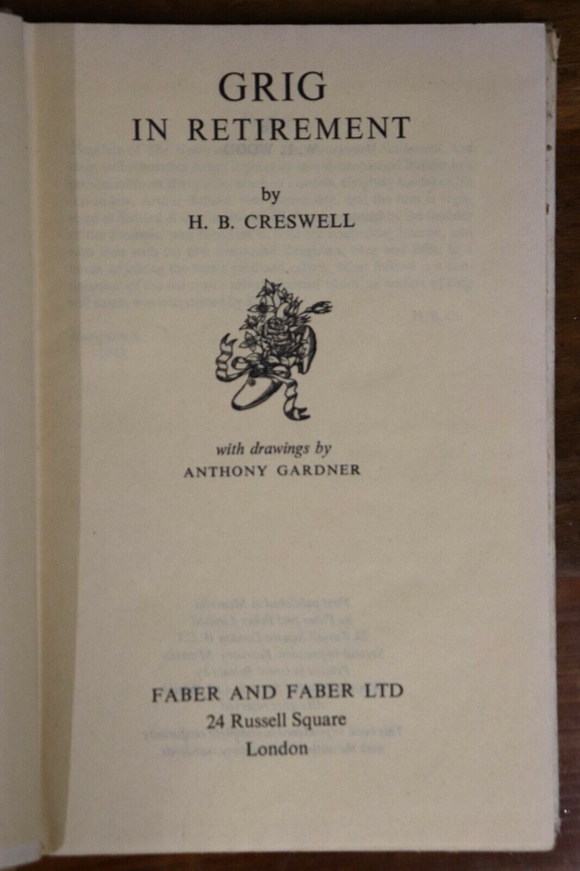 GRIG
IN RETIREMENT
by
H. B. CRESWELL
with drawings by
ANTHONY GARDNER
FABER AND FABER LTD
24 Russell Square
London